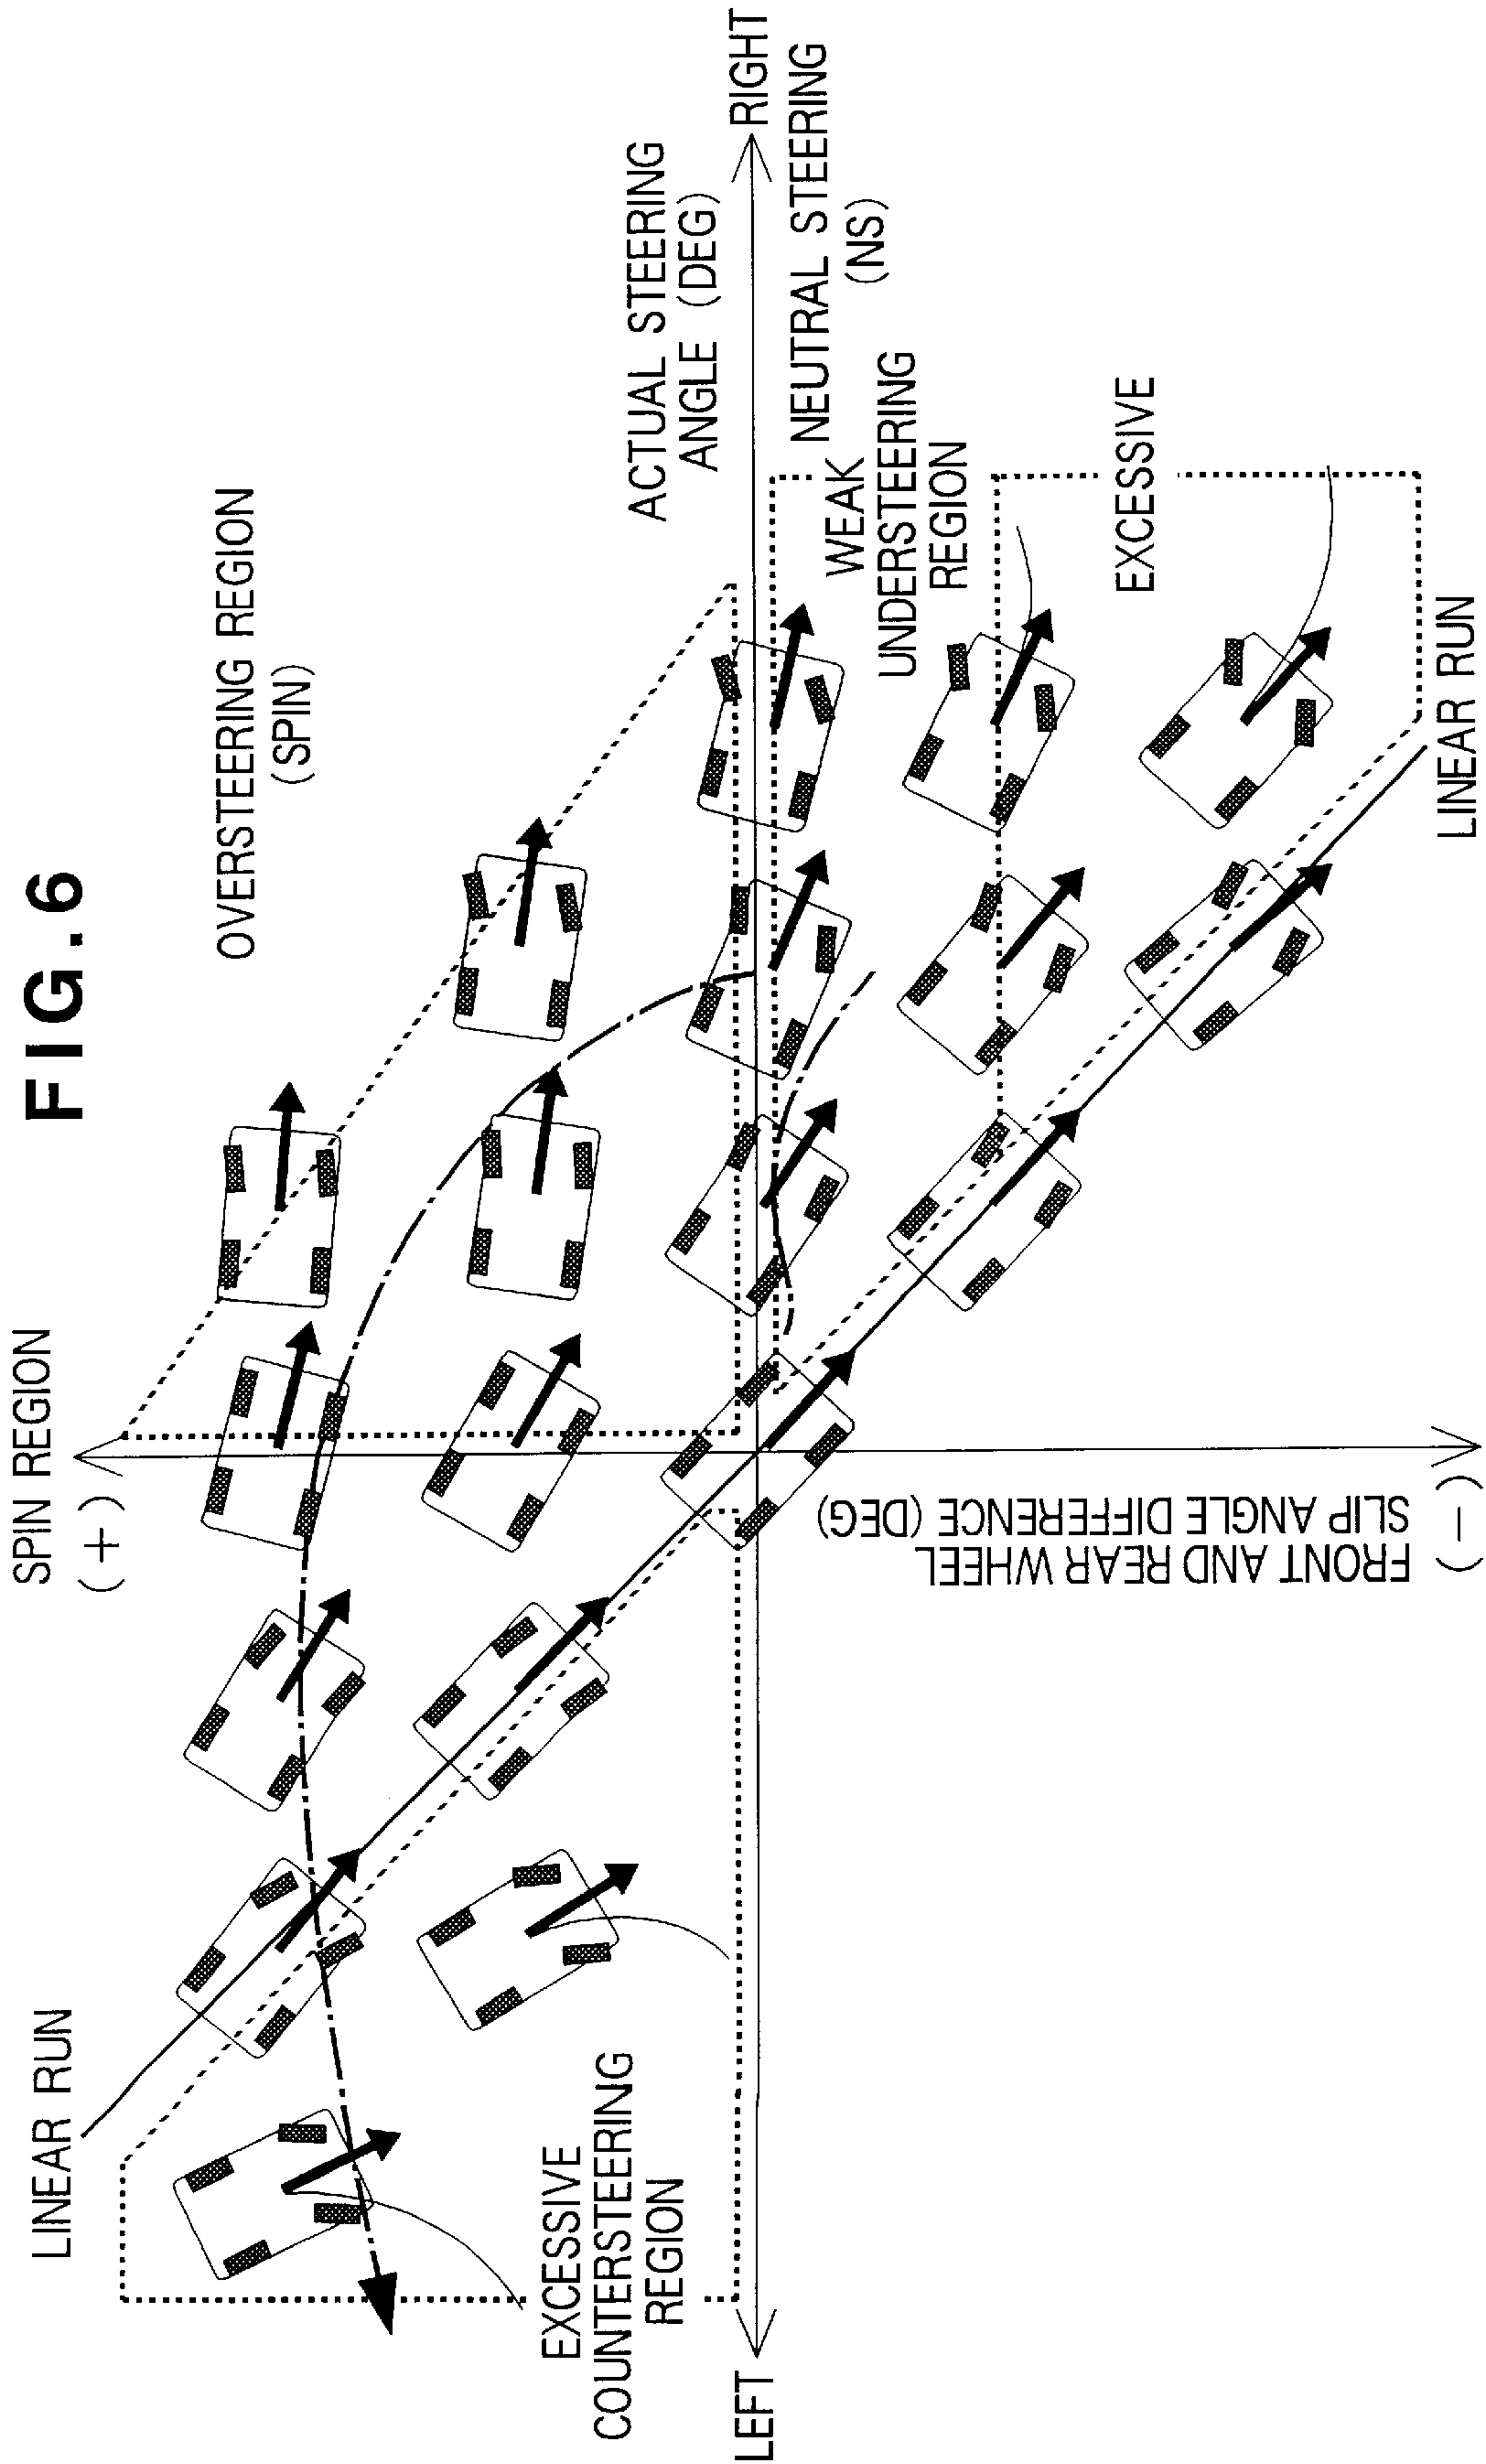 FIG. 6
SPIN REGION
(+)
OVERSTEERING REGION
(SPIN)
LINEAR RUN
ACTUAL STEERING
ANGLE (DEG)
LEFT
RIGHT
NEUTRAL STEERING
(NS)
EXCESSIVE
COUNTERSTEERING
REGION
WEAK
UNDERSTEERING
REGION
EXCESSIVE
FRONT AND REAR WHEEL
SLIP ANGLE DIFFERENCE (DEG)
(-)
LINEAR RUN